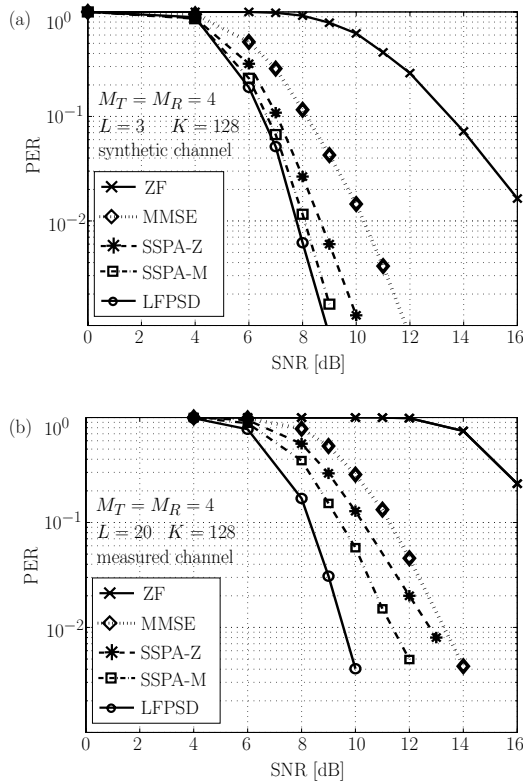 (a)
10^0
10^{-1}
10^{-2}
PER
M_T = M_R = 4
L = 3 K = 128
synthetic channel
ZF
MMSE
SSPA-Z
SSPA-M
LFPSD
0 2 4 6 8 10 12 14 16
SNR [dB]
(b)
10^0
10^{-1}
10^{-2}
PER
M_T = M_R = 4
L = 20 K = 128
measured channel
ZF
MMSE
SSPA-Z
SSPA-M
LFPSD
0 2 4 6 8 10 12 14 16
SNR [dB]